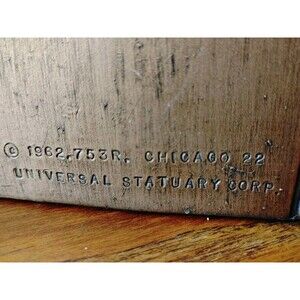 © 1962, 753R. CHICAGO 22
UNIVERSAL STATUARY CORP.